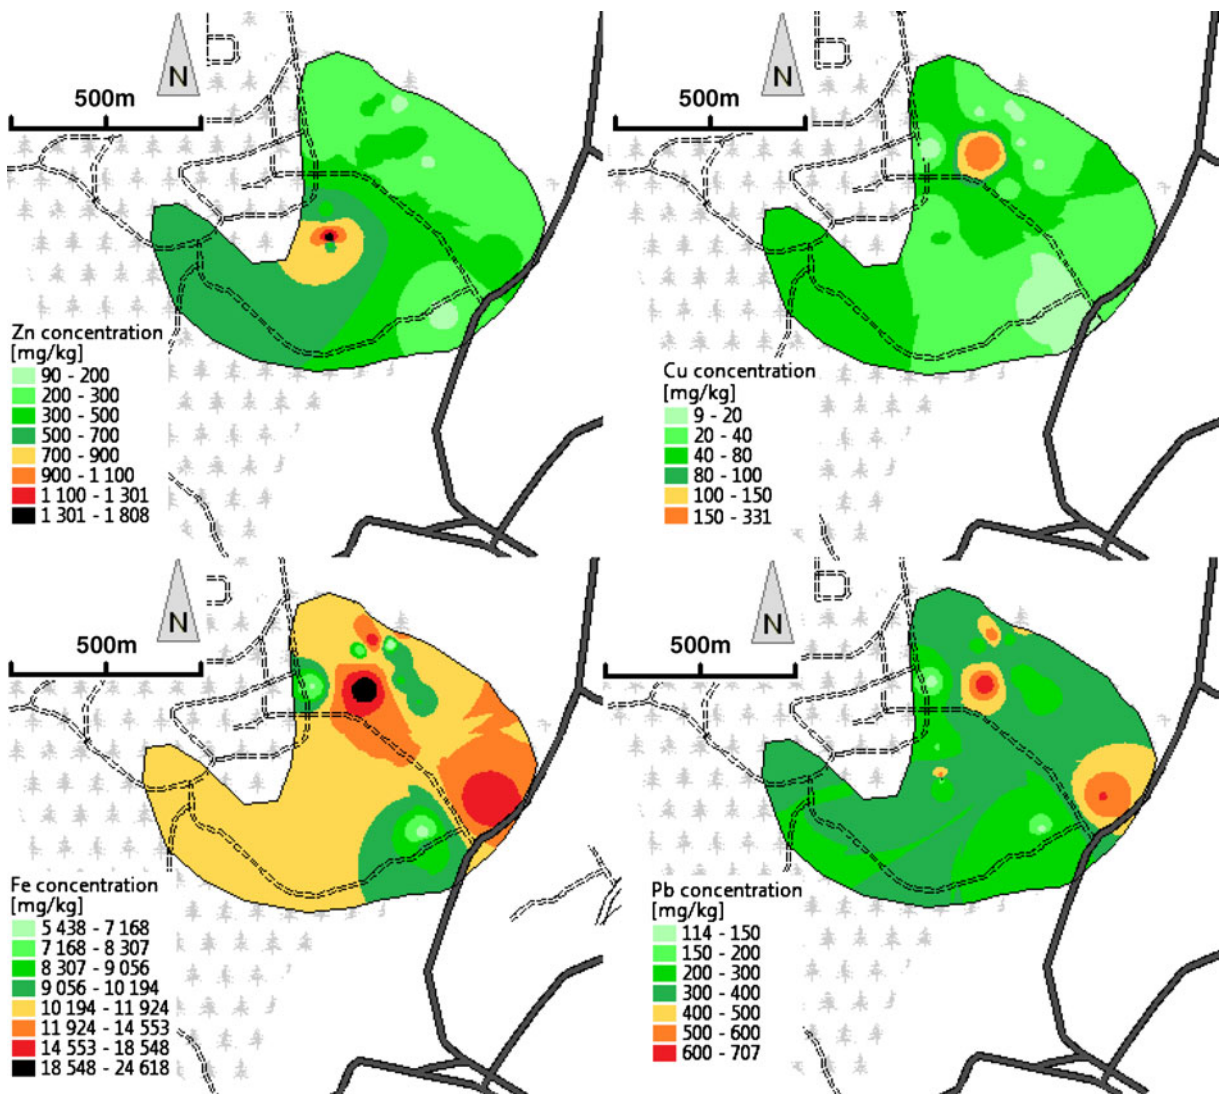 N
500m
Zn concentration
[mg/kg]
90 - 200
200 - 300
300 - 500
500 - 700
700 - 900
900 - 1 100
1 100 - 1 301
1 301 - 1 808
N
500m
Cu concentration
[mg/kg]
9 - 20
20 - 40
40 - 80
80 - 100
100 - 150
150 - 331
N
500m
Fe concentration
[mg/kg]
5 438 - 7 168
7 168 - 8 307
8 307 - 9 056
9 056 - 10 194
10 194 - 11 924
11 924 - 14 553
14 553 - 18 548
18 548 - 24 618
N
500m
Pb concentration
[mg/kg]
114 - 150
150 - 200
200 - 300
300 - 400
400 - 500
500 - 600
600 - 707